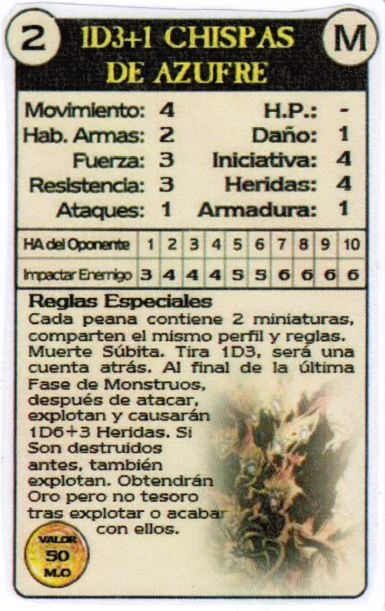 2 1D3+1 CHISPAS M
DE AZUFRE
Movimiento: 4 H.P.: -
Hab. Armas: 2 Daño: 1
Fuerza: 3 Iniciativa: 4
Resistencia: 3 Heridas: 4
Ataques: 1 Armadura: 1
HA del Oponente 1 2 3 4 5 6 7 8 9 10
Impactar Enemigo 3 4 4 4 5 5 6 6 6 6
Reglas Especiales
Cada peana contiene 2 miniaturas,
comparten el mismo perfil y reglas.
Muerte Súbita. Tira 1D3, será una
cuenta atrás. Al final de la última
Fase de Monstruos,
después de atacar,
explotan y causarán
1D6+3 Heridas. Si
Son destruidos
antes, también
explotan. Obtendrán
Oro pero no tesoro
tras explotar o acabar
con ellos.
VALOR
50
M.O